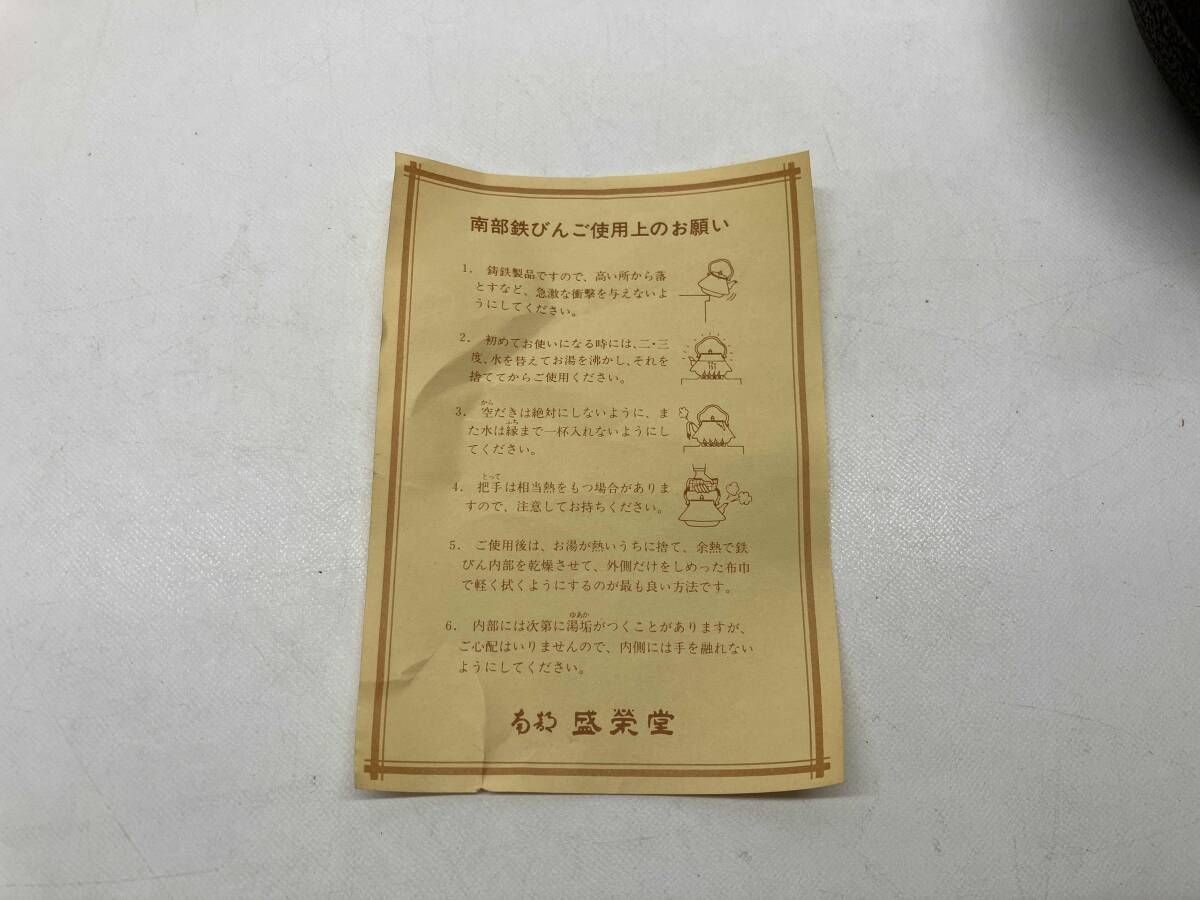 南部鉄びんご使用上のお願い
1. 鋳鉄製品ですので、高い所から落
とすなど、急激な衝撃を与えないよ
うにしてください。
2. 初めてお使いになる時には、二・三
度、水を替えてお湯を沸かし、それを
捨ててからご使用ください。
から
3. 空だきは絶対にしないように、ま
ふち
た水は縁まで一杯入れないようにし
てください。
とって
4. 把手は相当熱をもつ場合がありま
すので、注意してお持ちください。
5. ご使用後は、お湯が熱いうちに捨て、余熱で鉄
びん内部を乾燥させて、外側だけをしめった布巾
で軽く拭くようにするのが最も良い方法です。
ゆあか
6. 内部には次第に湯垢がつくことがありますが、
ご心配はいりませんので、内側には手を融れない
ようにしてください。
南部 盛榮堂